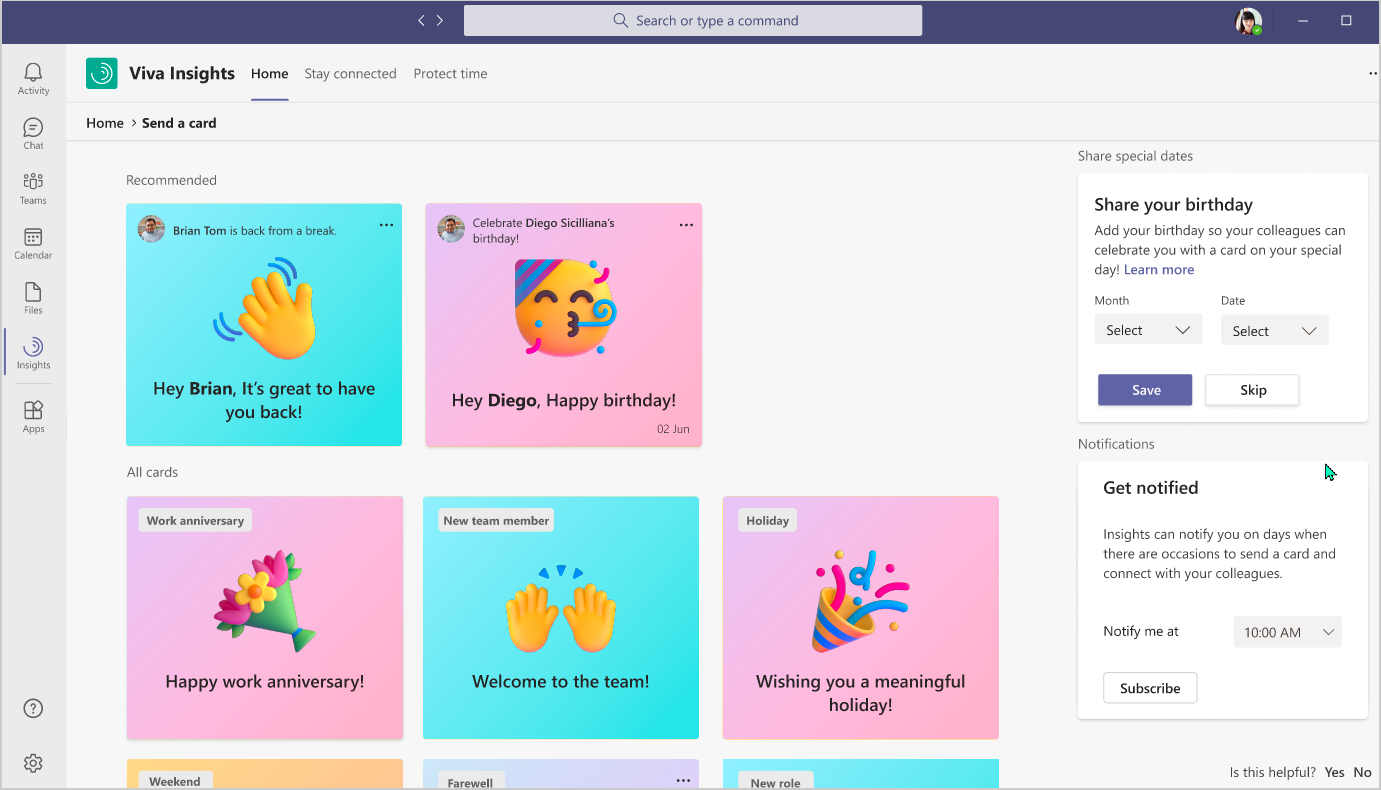 Search or type a command
Activity
Chat
Teams
Calendar
Files
Insights
Apps
Viva Insights
Home
Stay connected
Protect time
Home > Send a card
Recommended
Brian Tom is back from a break.
Hey Brian, It's great to have
you back!
Celebrate Diego Sicilliana's
birthday!
Hey Diego, Happy birthday!
02 Jun
All cards
Work anniversary
Happy work anniversary!
New team member
Welcome to the team!
Holiday
Wishing you a meaningful
holiday!
Weekend
Farewell
New role
Share special dates
Share your birthday
Add your birthday so your colleagues can
celebrate you with a card on your special
day! Learn more
Month
Date
Select
Select
Save
Skip
Notifications
Get notified
Insights can notify you on days when
there are occasions to send a card and
connect with your colleagues.
Notify me at
10:00 AM
Subscribe
Is this helpful? Yes No